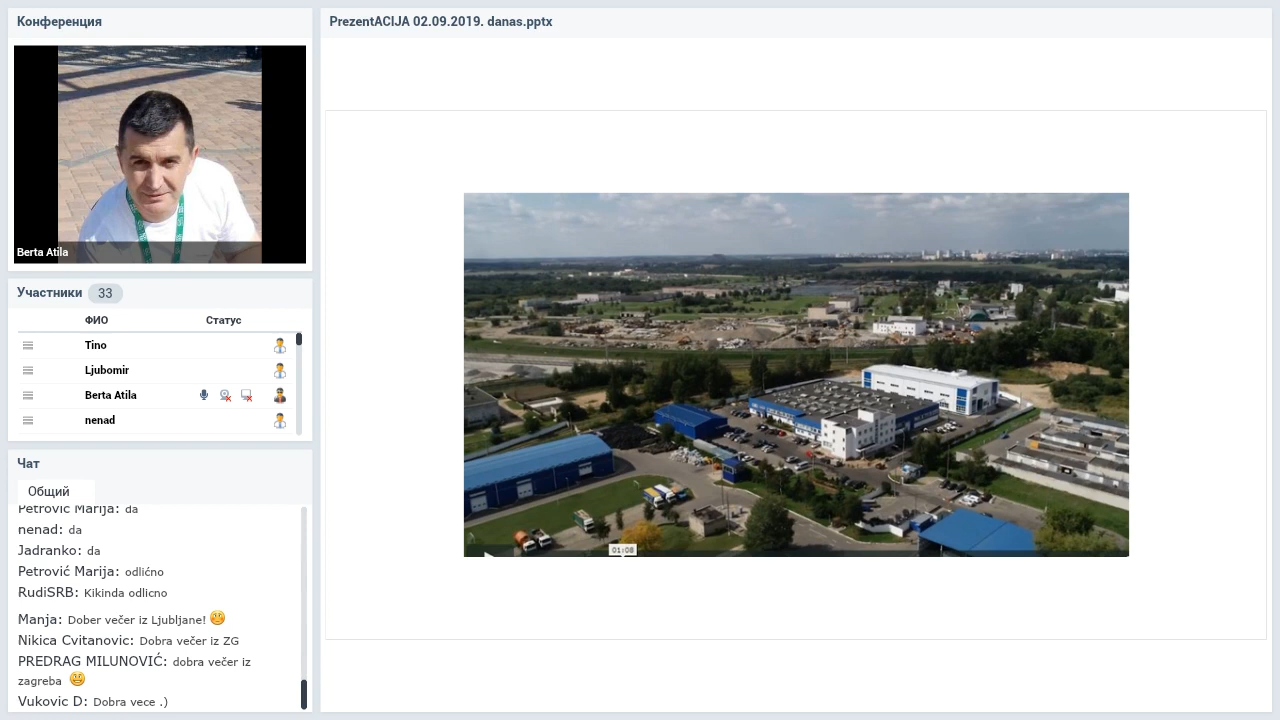 Конференция
Berta Atila
Участники 33
ФИО Статус
Tino
Ljubomir
Berta Atila
nenad
Чат
Общий
Petrović Marija: da
nenad: da
Jadranko: da
Petrović Marija: odlićno
RudiSRB: Kikinda odlicno
Manja: Dober večer iz Ljubljane!
Nikica Cvitanovic: Dobra večer iz ZG
PREDRAG MILUNOVIĆ: dobra večer iz
zagreba
Vukovic D: Dobra vece .)
PrezentACIJA 02.09.2019. danas.pptx
01:08